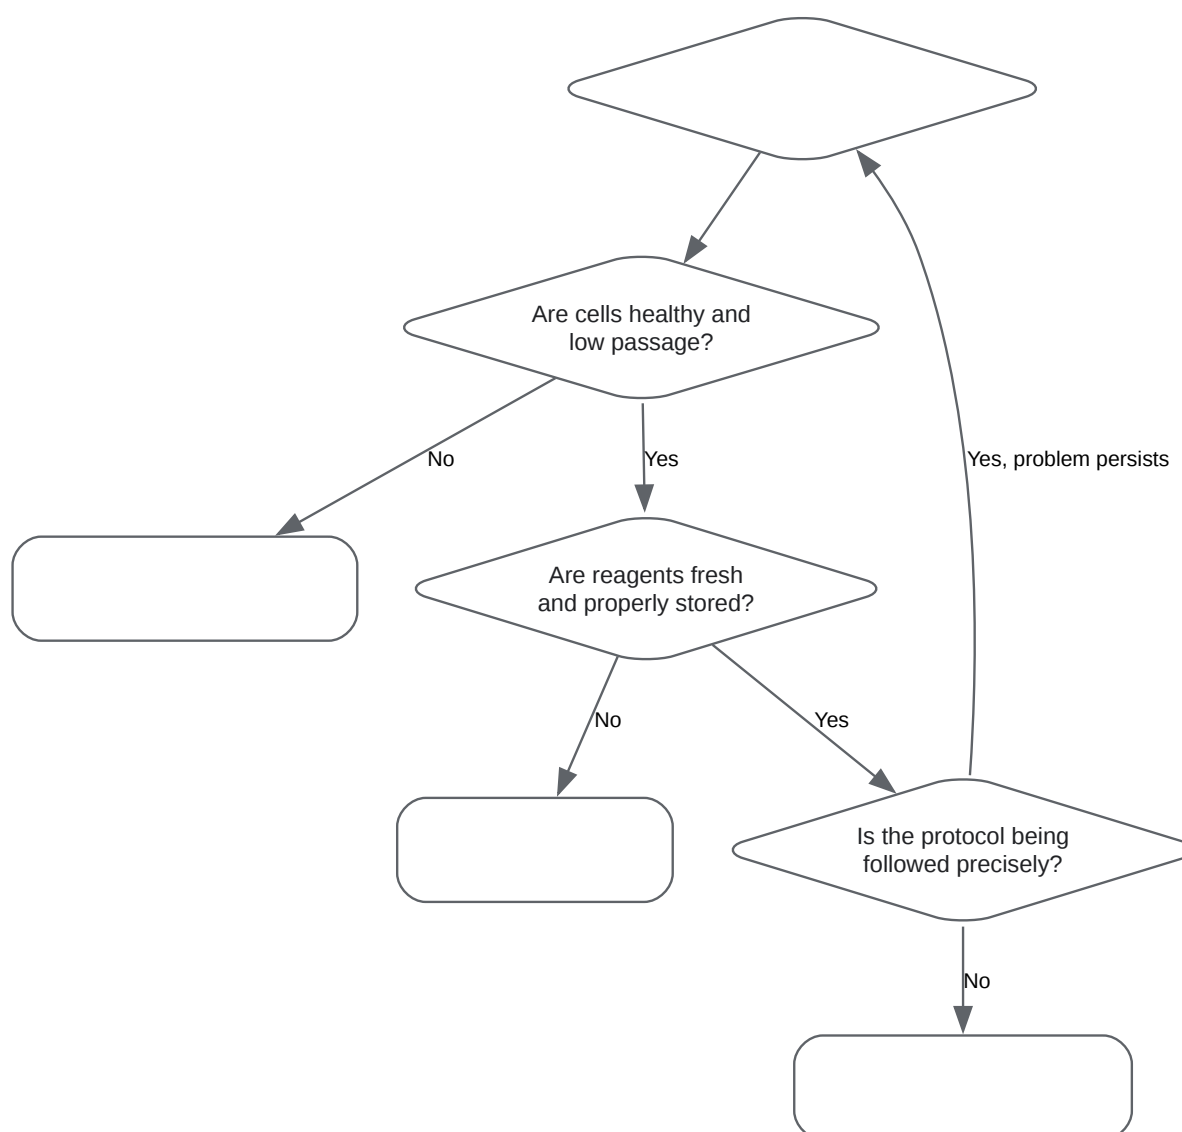 Are cells healthy and
low passage?
No
Yes
Yes, problem persists
Are reagents fresh
and properly stored?
No
Yes
Is the protocol being
followed precisely?
No